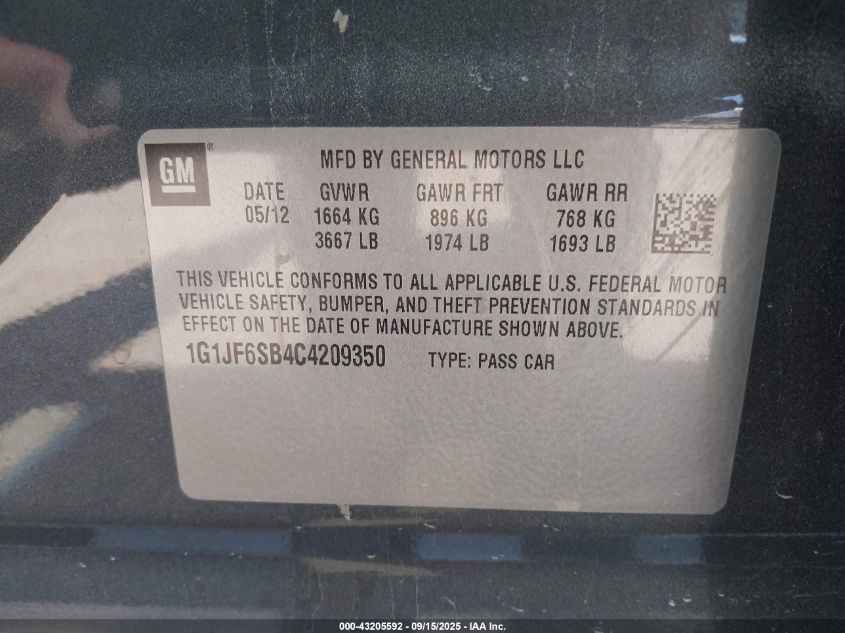 GM®
MFD BY GENERAL MOTORS LLC
DATE GVWR GAWR FRT GAWR RR
05/12 1664 KG 896 KG 768 KG
3667 LB 1974 LB 1693 LB
THIS VEHICLE CONFORMS TO ALL APPLICABLE U.S. FEDERAL MOTOR
VEHICLE SAFETY, BUMPER, AND THEFT PREVENTION STANDARDS IN
EFFECT ON THE DATE OF MANUFACTURE SHOWN ABOVE.
1G1JF6SB4C4209350 TYPE: PASS CAR
000-43205592 - 09/15/2025 - IAA Inc.